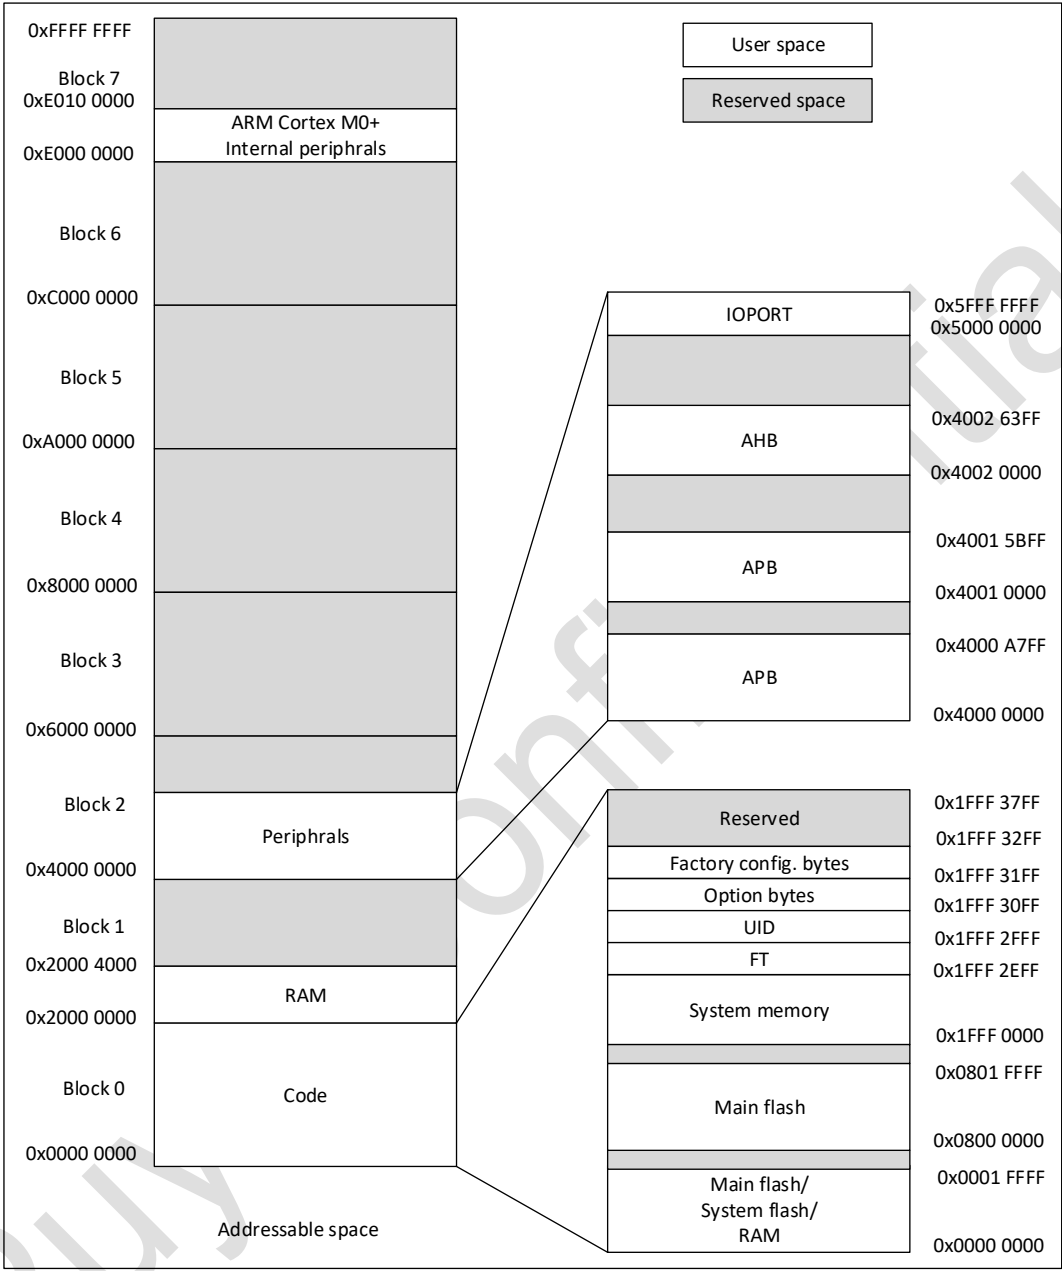 0xFFFF FFFF
Block 7
0xE010 0000
ARM Cortex M0+
Internal periphrals
0xE000 0000
Block 6
0xC000 0000
Block 5
0xA000 0000
Block 4
0x8000 0000
Block 3
0x6000 0000
Block 2
Periphrals
0x4000 0000
Block 1
0x2000 4000
RAM
0x2000 0000
Block 0
Code
0x0000 0000
Addressable space
User space
Reserved space
IOPORT
0x5FFF FFFF
0x5000 0000
0x4002 63FF
AHB
0x4002 0000
0x4001 5BFF
APB
0x4001 0000
0x4000 A7FF
APB
0x4000 0000
0x1FFF 37FF
Reserved
0x1FFF 32FF
Factory config. bytes
0x1FFF 31FF
Option bytes
0x1FFF 30FF
UID
0x1FFF 2FFF
FT
0x1FFF 2EFF
System memory
0x1FFF 0000
0x0801 FFFF
Main flash
0x0800 0000
0x0001 FFFF
Main flash/
System flash/
RAM
0x0000 0000